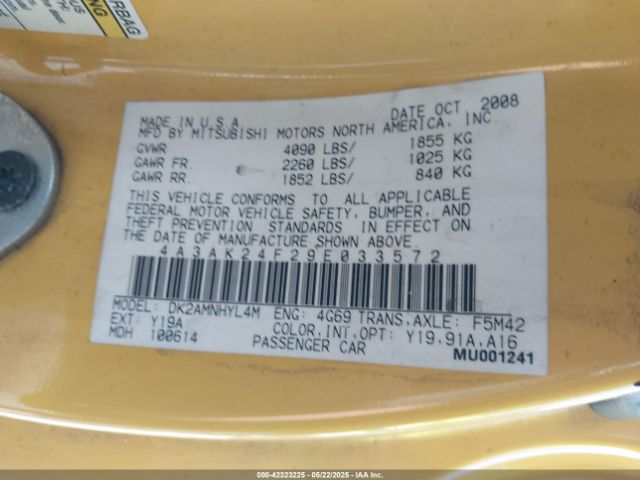 AIRBAG
MADE IN U.S.A. DATE OCT 2008
MFD BY MITSUBISHI MOTORS NORTH AMERICA, INC.
GVWR 4090 LBS/ 1855 KG
GAWR FR. 2260 LBS/ 1025 KG
GAWR RR. 1852 LBS/ 840 KG
THIS VEHICLE CONFORMS TO ALL APPLICABLE
FEDERAL MOTOR VEHICLE SAFETY, BUMPER, AND
THEFT PREVENTION STANDARDS IN EFFECT ON
THE DATE OF MANUFACTURE SHOWN ABOVE.
4A3AK24F29E033572
MODEL: DK2AMNHYL4M ENG: 4G69 TRANS,AXLE: F5M42
EXT: Y19A COLOR,INT,OPT: Y19.91A,A16
MDH 100614 PASSENGER CAR
MU001241
000-42323225 - 05/22/2025 - IAA Inc.